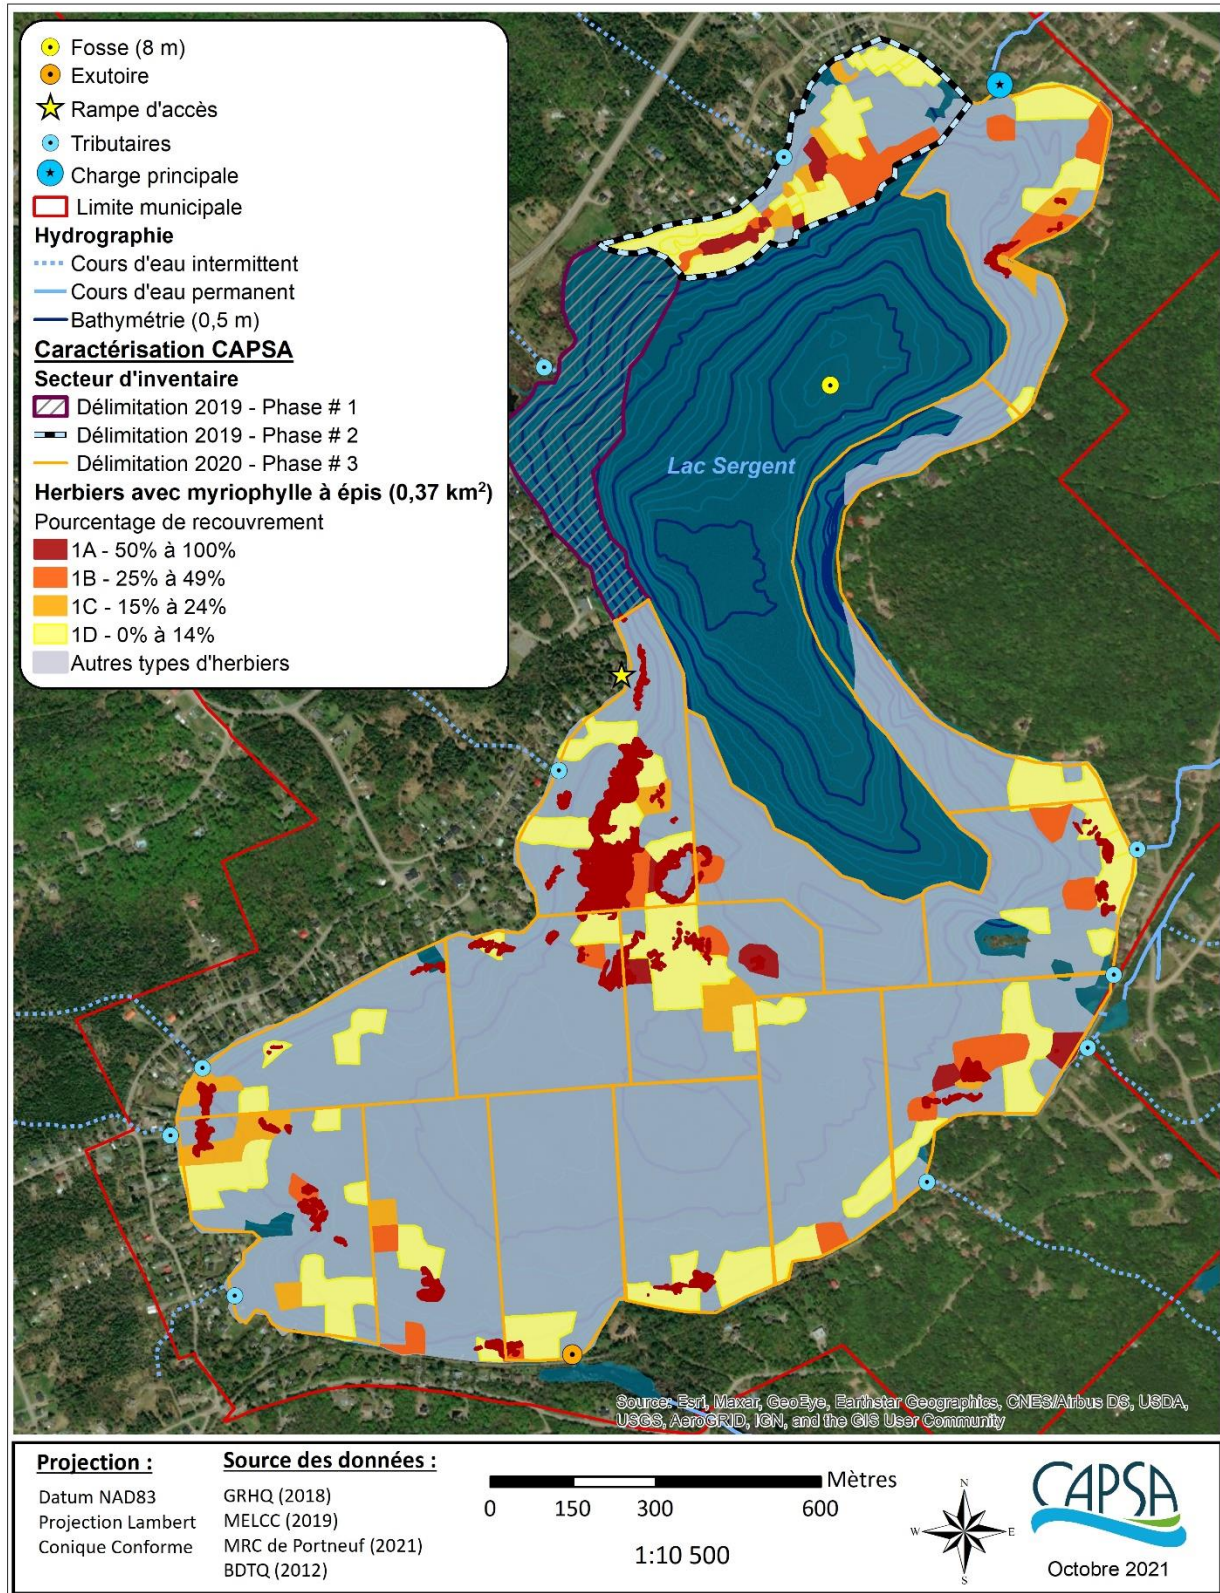 Fosse (8 m)
Exutoire
Rampe d'accès
Tributaires
Charge principale
Limite municipale
Hydrographie
Cours d'eau intermittent
Cours d'eau permanent
Bathymétrie (0,5 m)
Caractérisation CAPSA
Secteur d'inventaire
Délimitation 2019 - Phase # 1
Délimitation 2019 - Phase # 2
Délimitation 2020 - Phase # 3
Herbiers avec myriophylle à épis (0,37 km²)
Pourcentage de recouvrement
1A - 50% à 100%
1B - 25% à 49%
1C - 15% à 24%
1D - 0% à 14%
Autres types d'herbiers
Lac Sergent
Source: Esri, Maxar, GeoEye, Earthstar Geographics, CNES/Airbus DS, USDA,
USGS, AeroGRID, IGN, and the GIS User Community
Projection :
Datum NAD83
Projection Lambert
Conique Conforme
Source des données :
GRHQ (2018)
MELCC (2019)
MRC de Portneuf (2021)
BDTQ (2012)
Mètres
0 150 300 600
1:10 500
N
W E
S
CAPSA
Octobre 2021